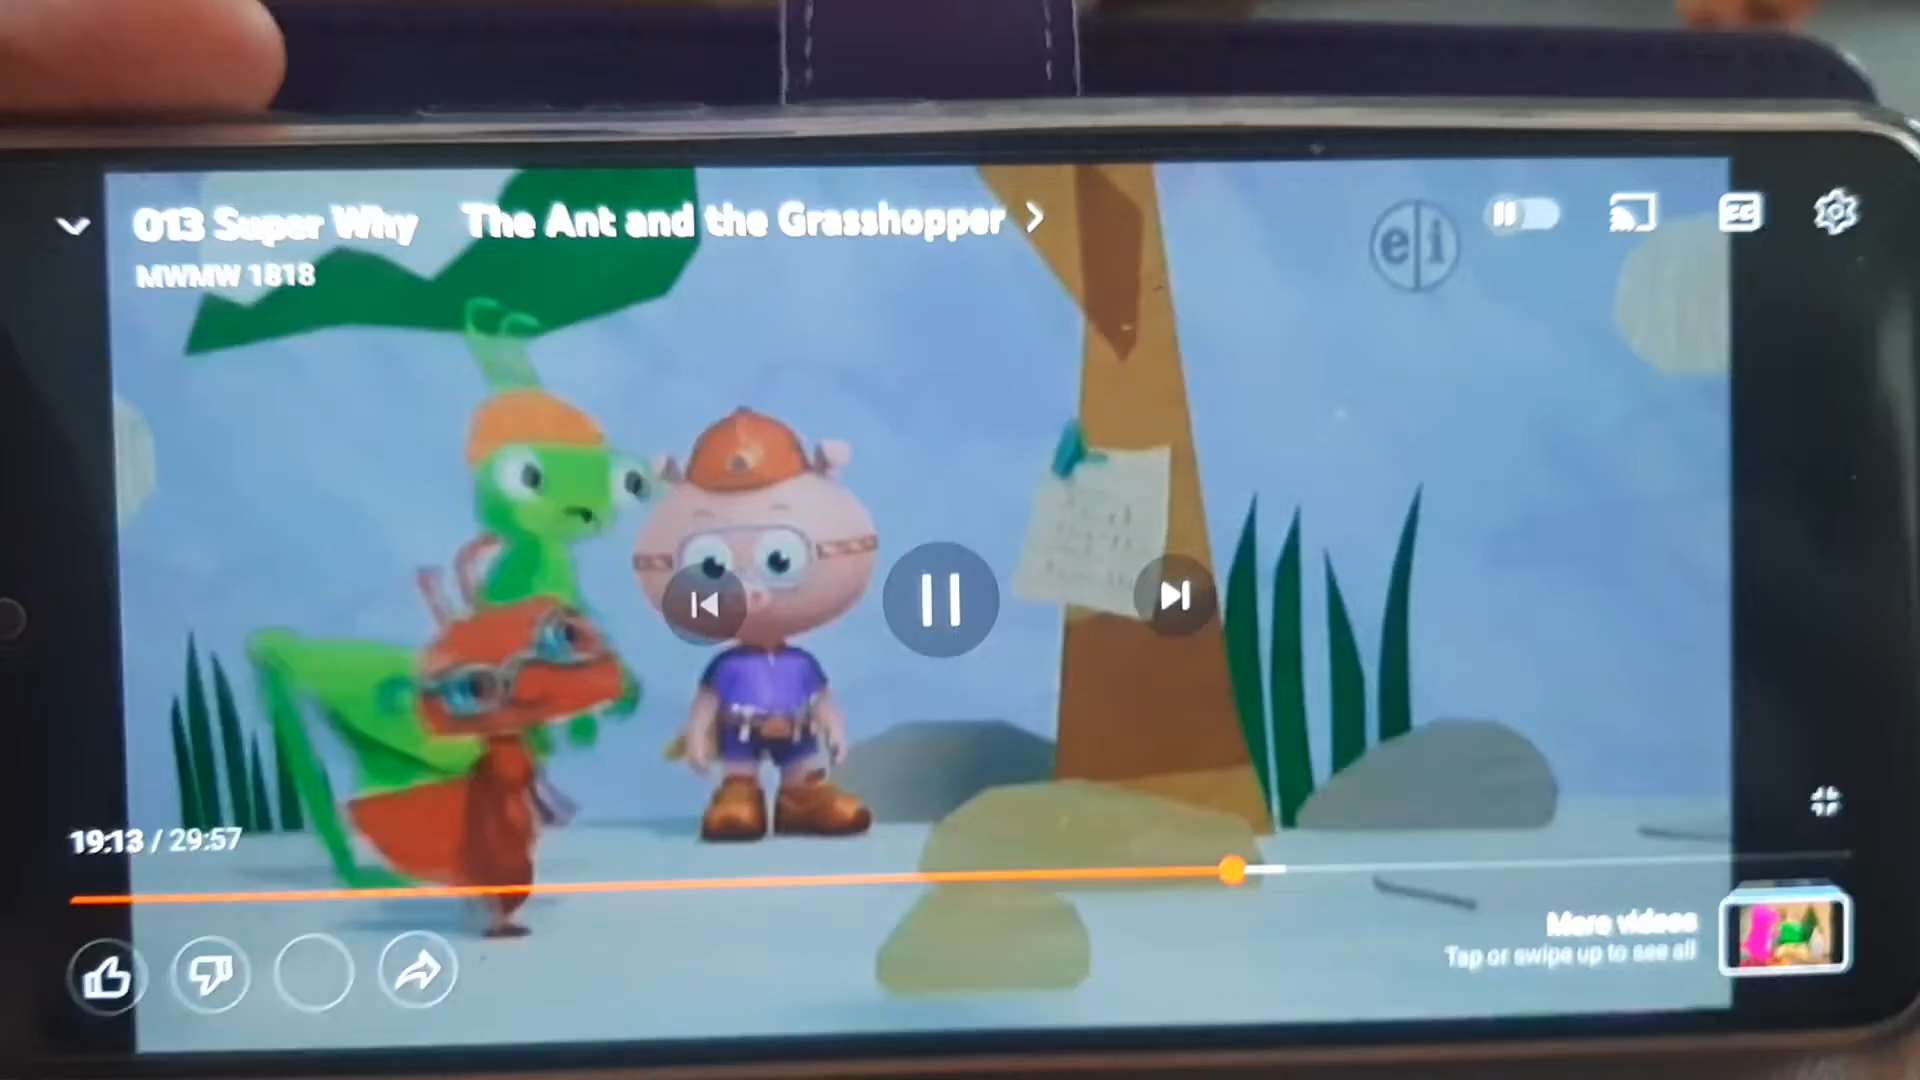 013 Super Why The Ant and the Grasshopper
MWMW 1818
e|i
CC
19:13 / 29:57
More videos
Tap or swipe up to see all